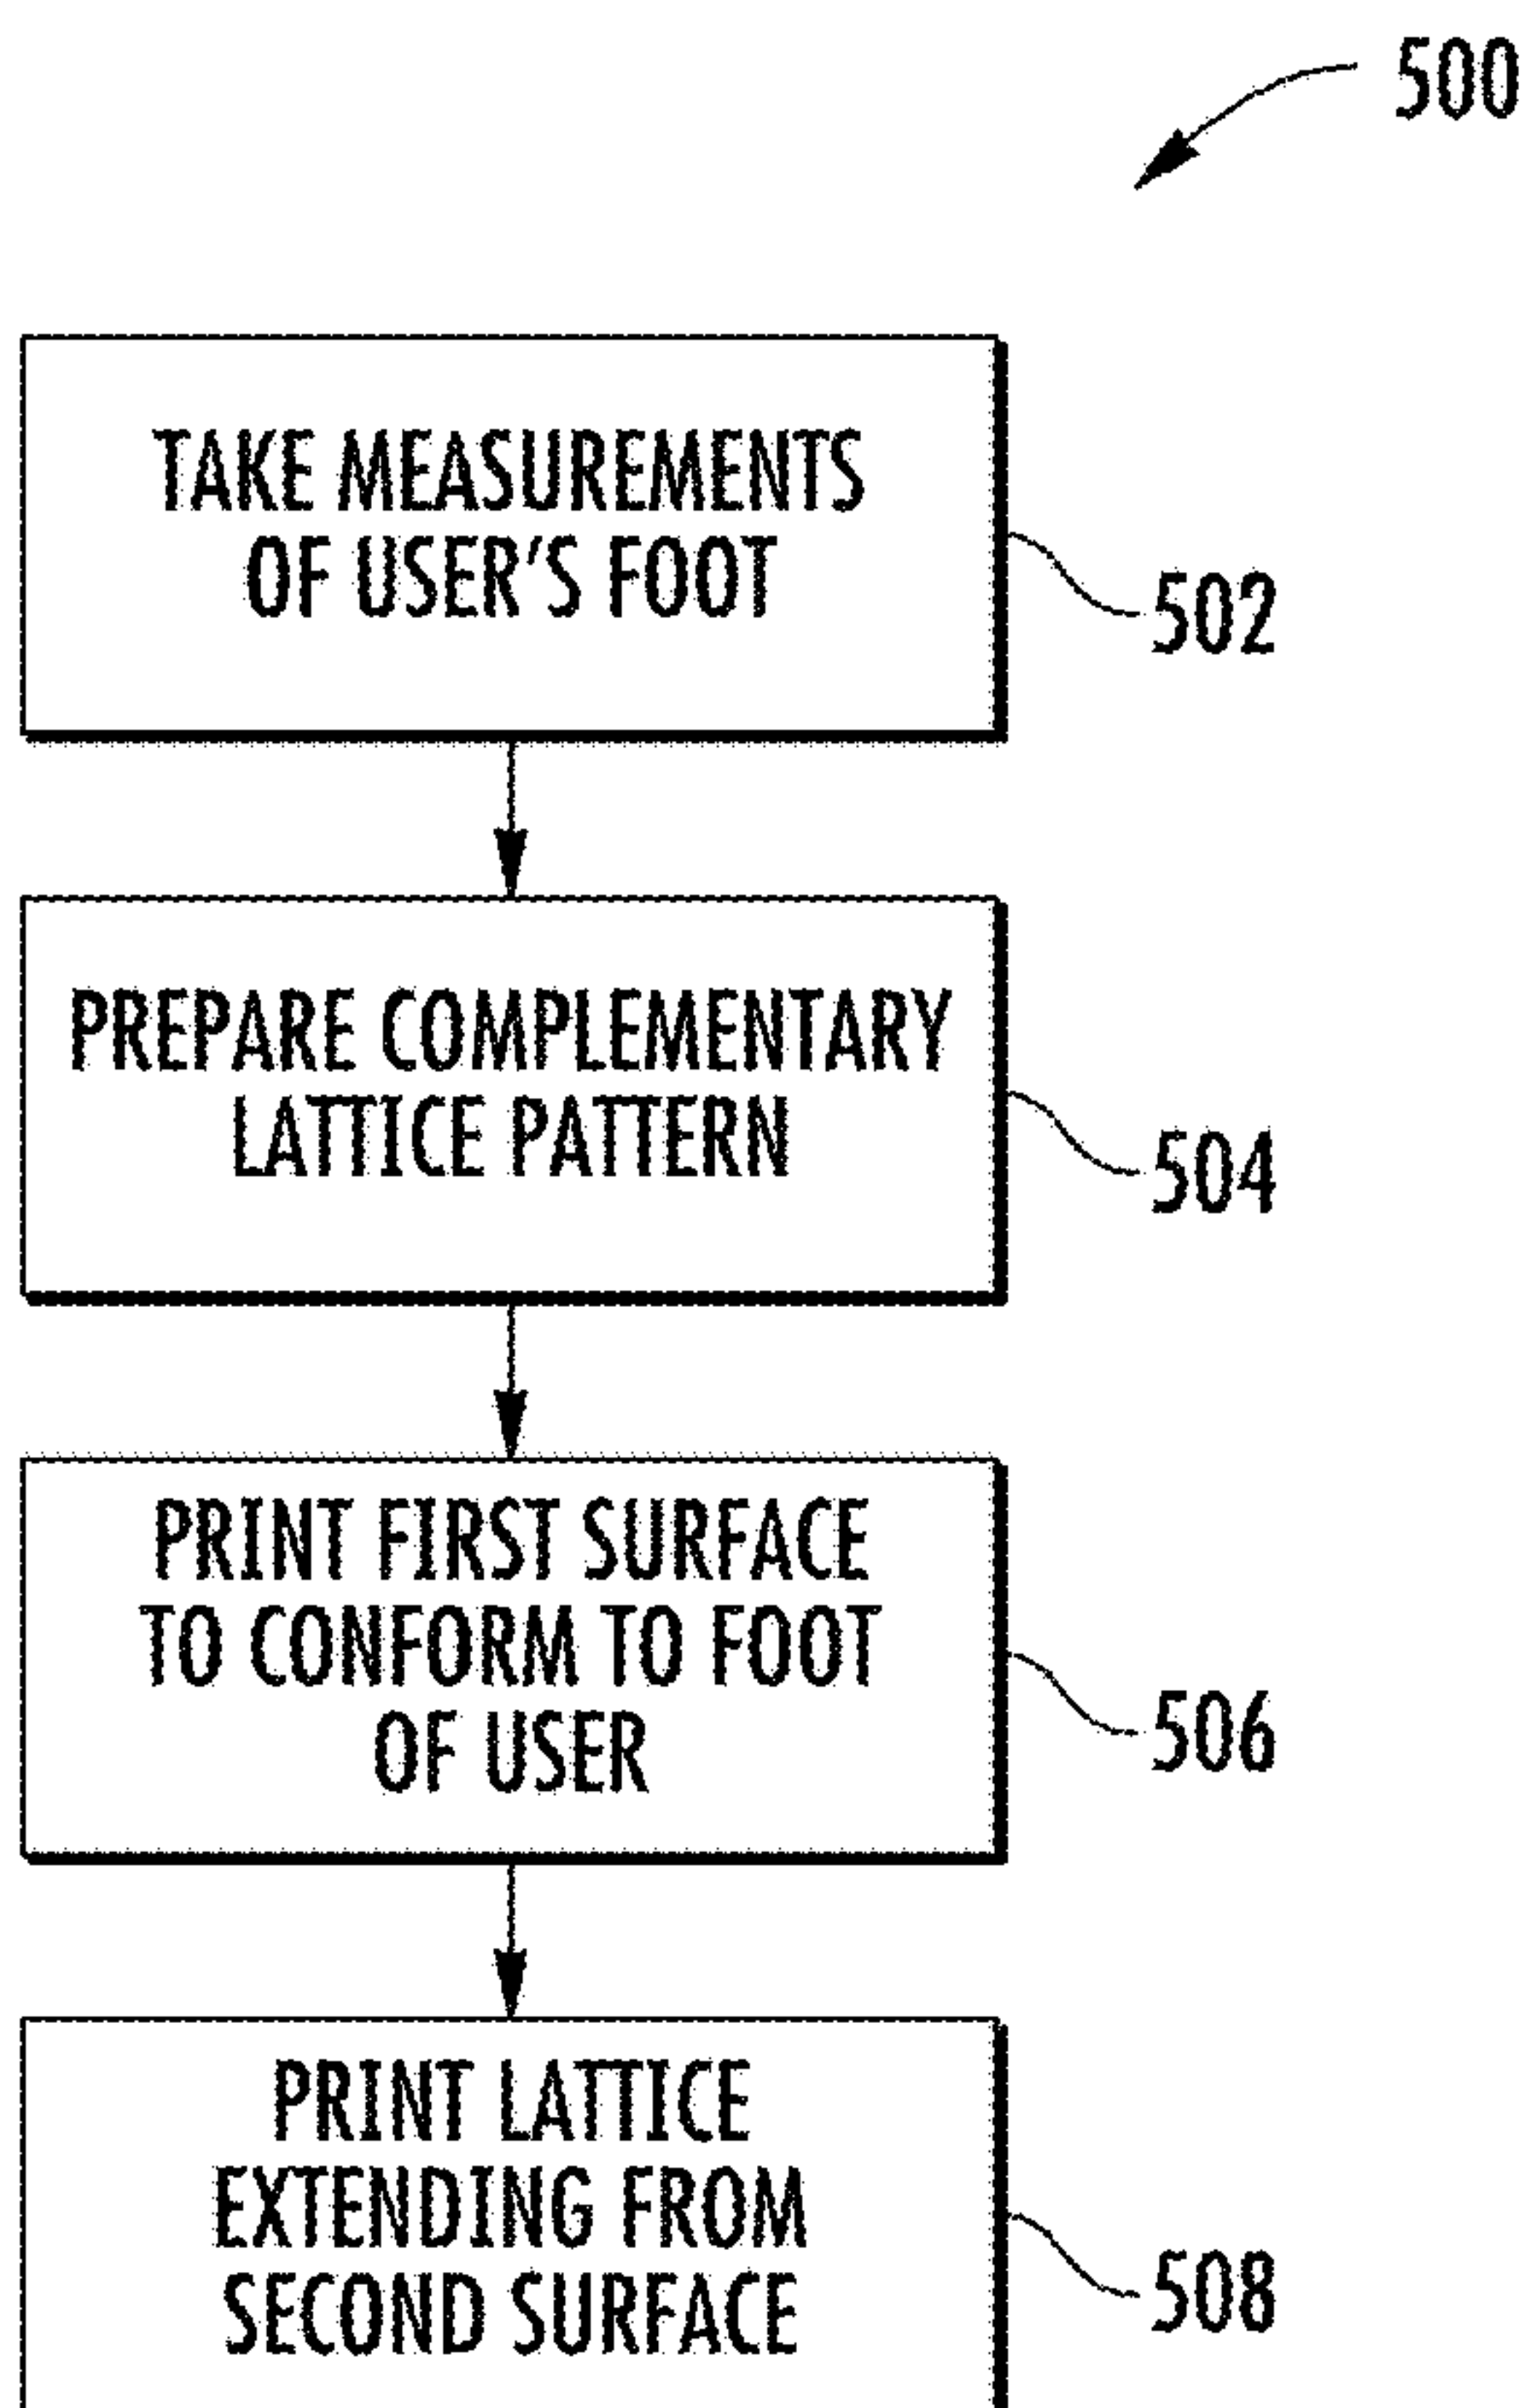 500
TAKE MEASUREMENTS
OF USER'S FOOT
502
PREPARE COMPLEMENTARY
LATTICE PATTERN
504
PRINT FIRST SURFACE
TO CONFORM TO FOOT
OF USER
506
PRINT LATTICE
EXTENDING FROM
SECOND SURFACE
508